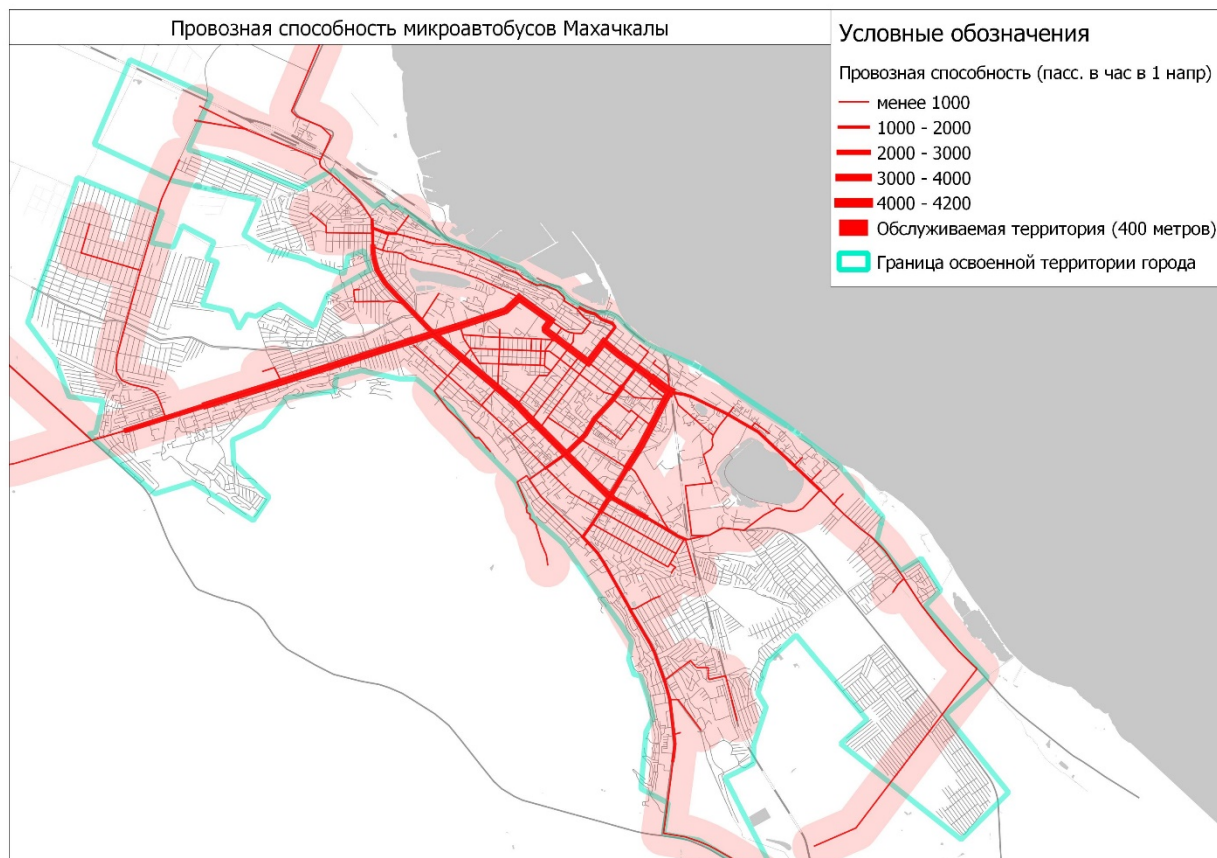 Провозная способность микроавтобусов Махачкалы
Условные обозначения
Провозная способность (пасс. в час в 1 напр)
менее 1000
1000 - 2000
2000 - 3000
3000 - 4000
4000 - 4200
Обслуживаемая территория (400 метров)
Граница освоенной территории города